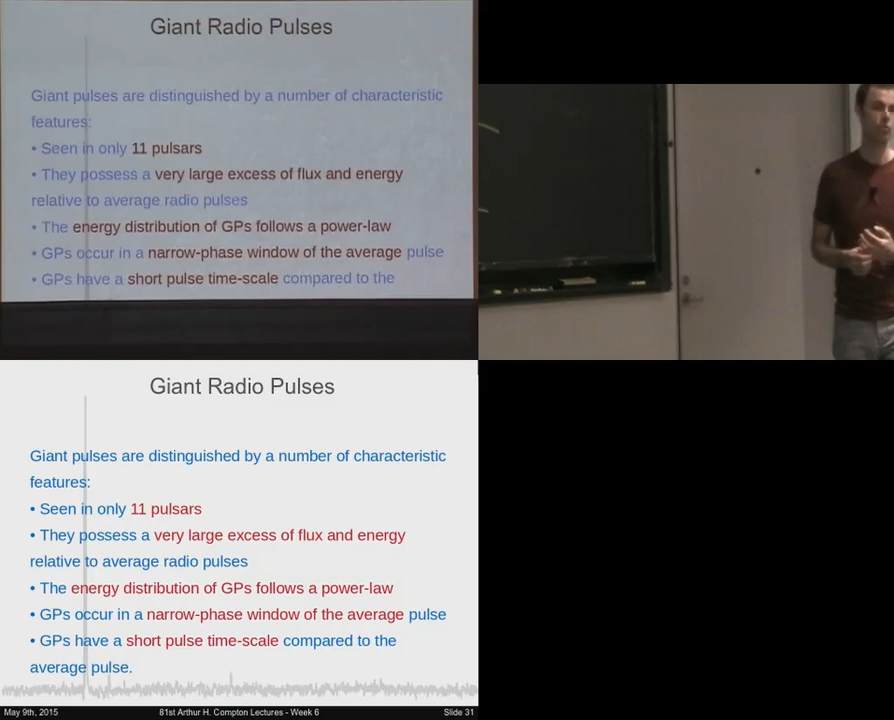 Giant Radio Pulses
Giant pulses are distinguished by a number of characteristic
features:
• Seen in only 11 pulsars
• They possess a very large excess of flux and energy
relative to average radio pulses
• The energy distribution of GPs follows a power-law
• GPs occur in a narrow-phase window of the average pulse
• GPs have a short pulse time-scale compared to the
Giant Radio Pulses
Giant pulses are distinguished by a number of characteristic
features:
• Seen in only 11 pulsars
• They possess a very large excess of flux and energy
relative to average radio pulses
• The energy distribution of GPs follows a power-law
• GPs occur in a narrow-phase window of the average pulse
• GPs have a short pulse time-scale compared to the
average pulse.
May 9th, 2015 81st Arthur H. Compton Lectures - Week 6 Slide 31